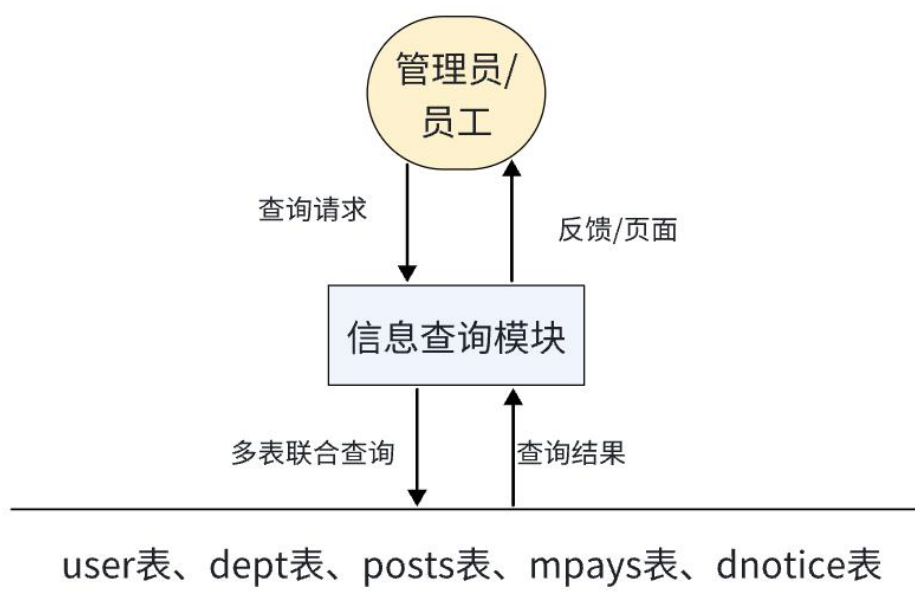 管理员/
员工
查询请求
反馈/页面
信息查询模块
多表联合查询
查询结果
user表、dept表、posts表、mpays表、dnotice表